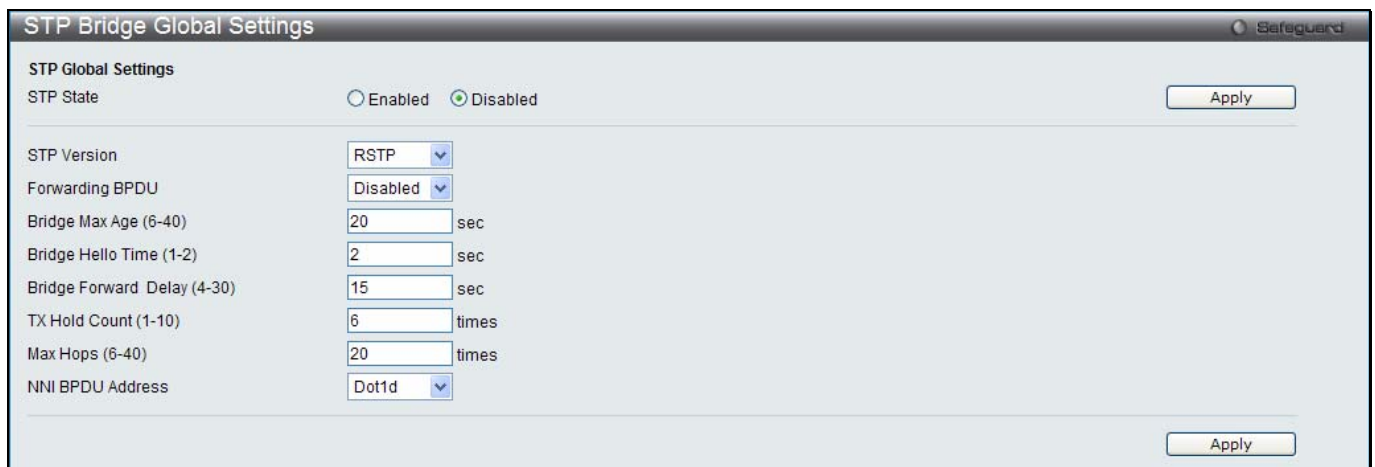 STP Bridge Global Settings
Safeguard
STP Global Settings
STP State Enabled Disabled Apply
STP Version RSTP
Forwarding BPDU Disabled
Bridge Max Age (6-40) 20 sec
Bridge Hello Time (1-2) 2 sec
Bridge Forward Delay (4-30) 15 sec
TX Hold Count (1-10) 6 times
Max Hops (6-40) 20 times
NNI BPDU Address Dot1d
Apply